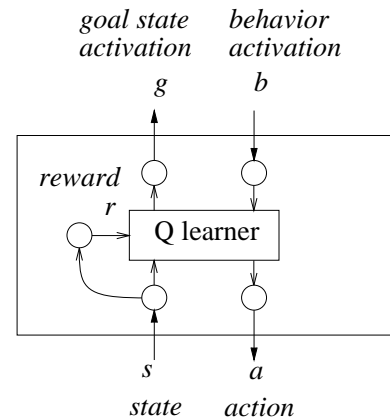 goal state behavior
activation activation
g b
reward
r
Q learner
s a
state action